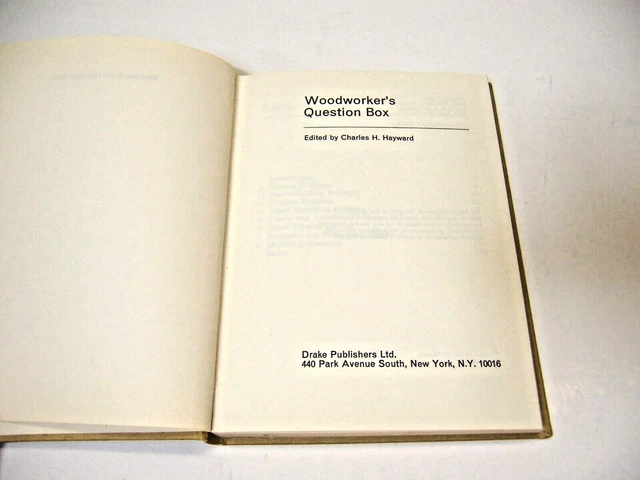 Woodworker's
Question Box
Edited by Charles H. Hayward
Drake Publishers Ltd.
440 Park Avenue South, New York, N.Y. 10016